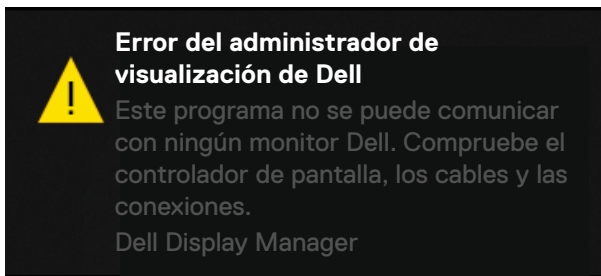 Error del administrador de
visualización de Dell
Este programa no se puede comunicar
con ningún monitor Dell. Compruebe el
controlador de pantalla, los cables y las
conexiones.
Dell Display Manager